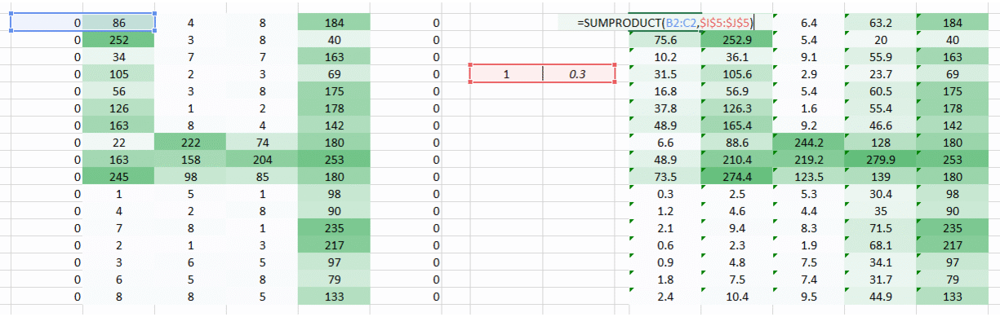 0 86 4 8 184 0 =SUMPRODUCT(B2:C2,$I$5:$J$5) 6.4 63.2 184
0 252 3 8 40 0 75.6 252.9 5.4 20 40
0 34 7 7 163 0 10.2 36.1 9.1 55.9 163
0 105 2 3 69 0 1 0.3 31.5 105.6 2.9 23.7 69
0 56 3 8 175 0 16.8 56.9 5.4 60.5 175
0 126 1 2 178 0 37.8 126.3 1.6 55.4 178
0 163 8 4 142 0 48.9 165.4 9.2 46.6 142
0 22 222 74 180 0 6.6 88.6 244.2 128 180
0 163 158 204 253 0 48.9 210.4 219.2 279.9 253
0 245 98 85 180 0 73.5 274.4 123.5 139 180
0 1 5 1 98 0 0.3 2.5 5.3 30.4 98
0 4 2 8 90 0 1.2 4.6 4.4 35 90
0 7 8 1 235 0 2.1 9.4 8.3 71.5 235
0 2 1 3 217 0 0.6 2.3 1.9 68.1 217
0 3 6 5 97 0 0.9 4.8 7.5 34.1 97
0 6 5 8 79 0 1.8 7.5 7.4 31.7 79
0 8 8 5 133 0 2.4 10.4 9.5 44.9 133